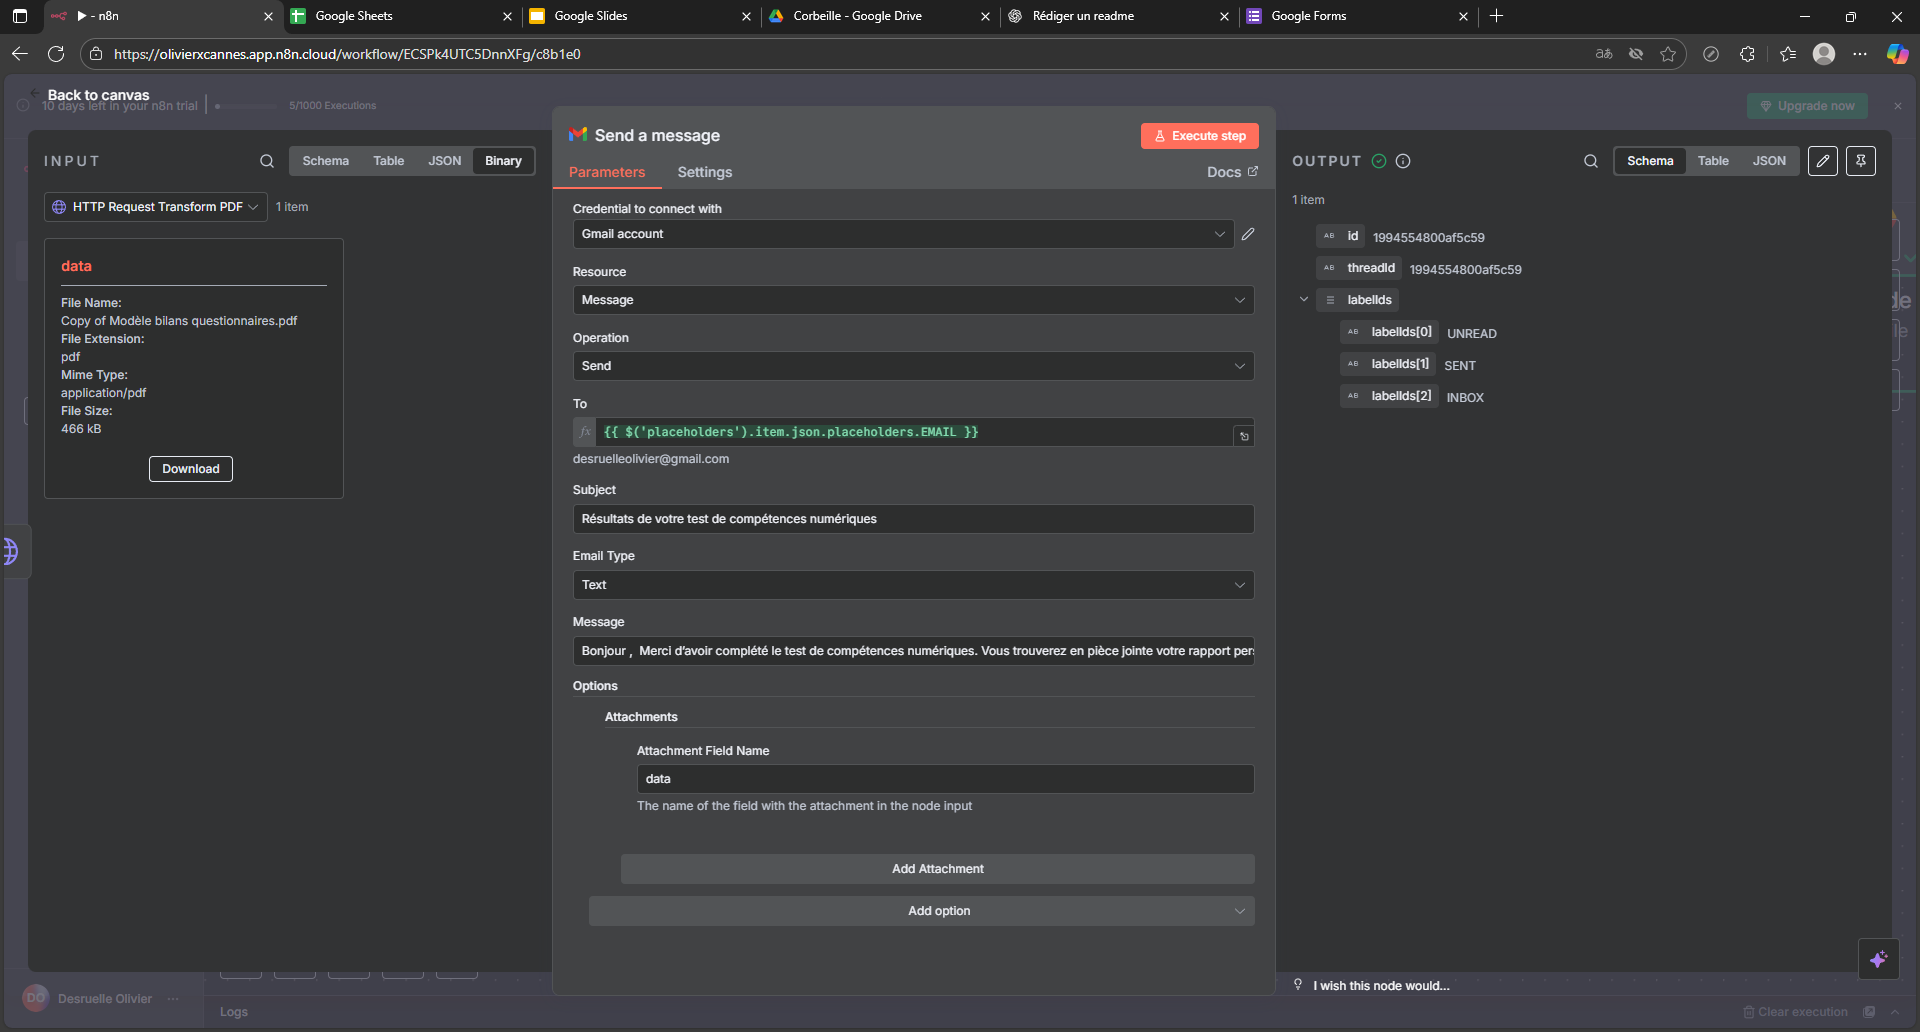 ▶ - n8n
Google Sheets
Google Slides
Corbeille - Google Drive
Rédiger un readme
Google Forms
https://olivierxcannes.app.n8n.cloud/workflow/ECSPk4UTC5DnnXFg/c8b1e0
Back to canvas
10 days left in your n8n trial
5/1000 Executions
Upgrade now
INPUT
Schema
Table
JSON
Binary
HTTP Request Transform PDF
1 item
data
File Name:
Copy of Modèle bilans questionnaires.pdf
File Extension:
pdf
Mime Type:
application/pdf
File Size:
466 kB
Download
Send a message
Execute step
Parameters
Settings
Docs
Credential to connect with
Gmail account
Resource
Message
Operation
Send
To
fx
{{ $('placeholders').item.json.placeholders.EMAIL }}
desruelleolivier@gmail.com
Subject
Résultats de votre test de compétences numériques
Email Type
Text
Message
Bonjour , Merci d'avoir complété le test de compétences numériques. Vous trouverez en pièce jointe votre rapport per
Options
Attachments
Attachment Field Name
data
The name of the field with the attachment in the node input
Add Attachment
Add option
OUTPUT
Schema
Table
JSON
1 item
AB id 1994554800af5c59
AB threadId 1994554800af5c59
labelIds
AB labelIds[0] UNREAD
AB labelIds[1] SENT
AB labelIds[2] INBOX
I wish this node would...
DO
Desruelle Olivier
Logs
Clear execution